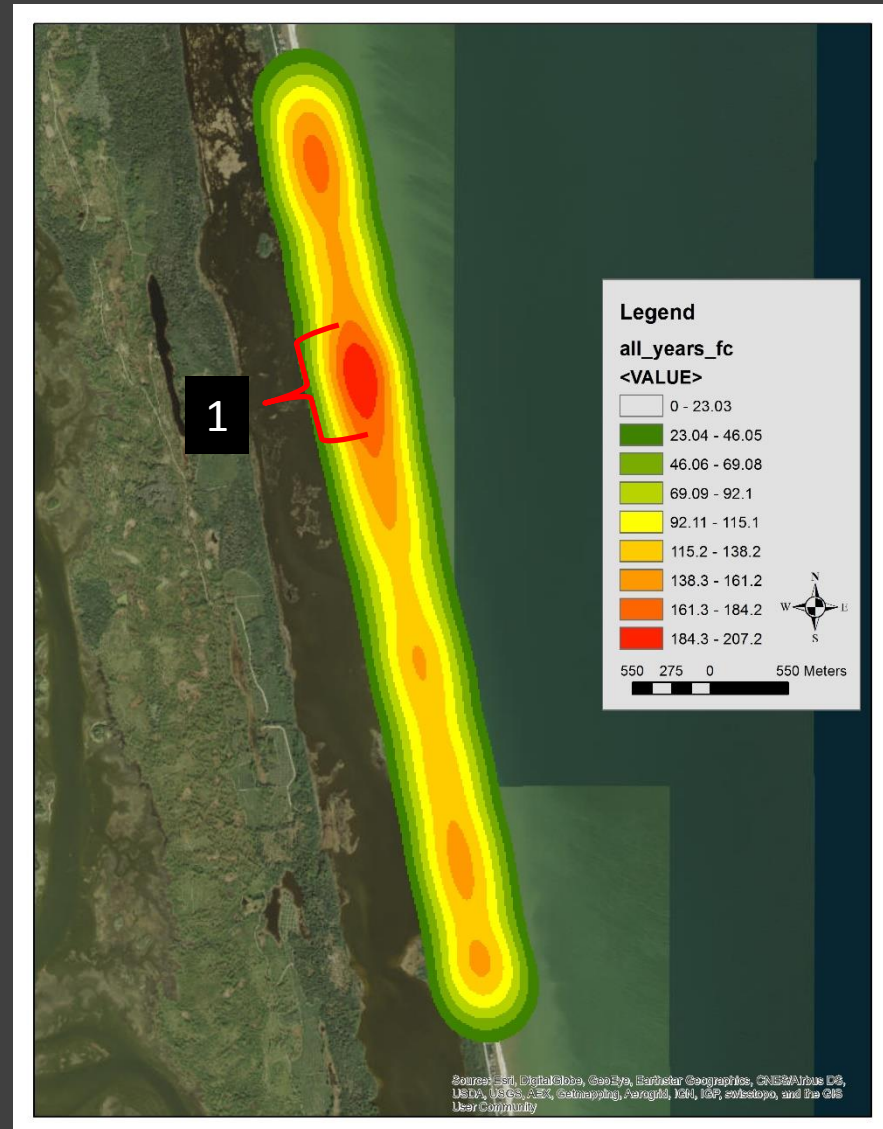 1
Legend
all_years_fc
<VALUE>
0 - 23.03
23.04 - 46.05
46.06 - 69.08
69.09 - 92.1
92.11 - 115.1
115.2 - 138.2
138.3 - 161.2
161.3 - 184.2
184.3 - 207.2
N
W E
S
550 275 0 550 Meters
Source: Esri, DigitalGlobe, GeoEye, Earthstar Geographics, CNES/Airbus DS,
USDA, USGS, AEX, Getmapping, Aerogrid, IGN, IGP, swisstopo, and the GIS
User Community